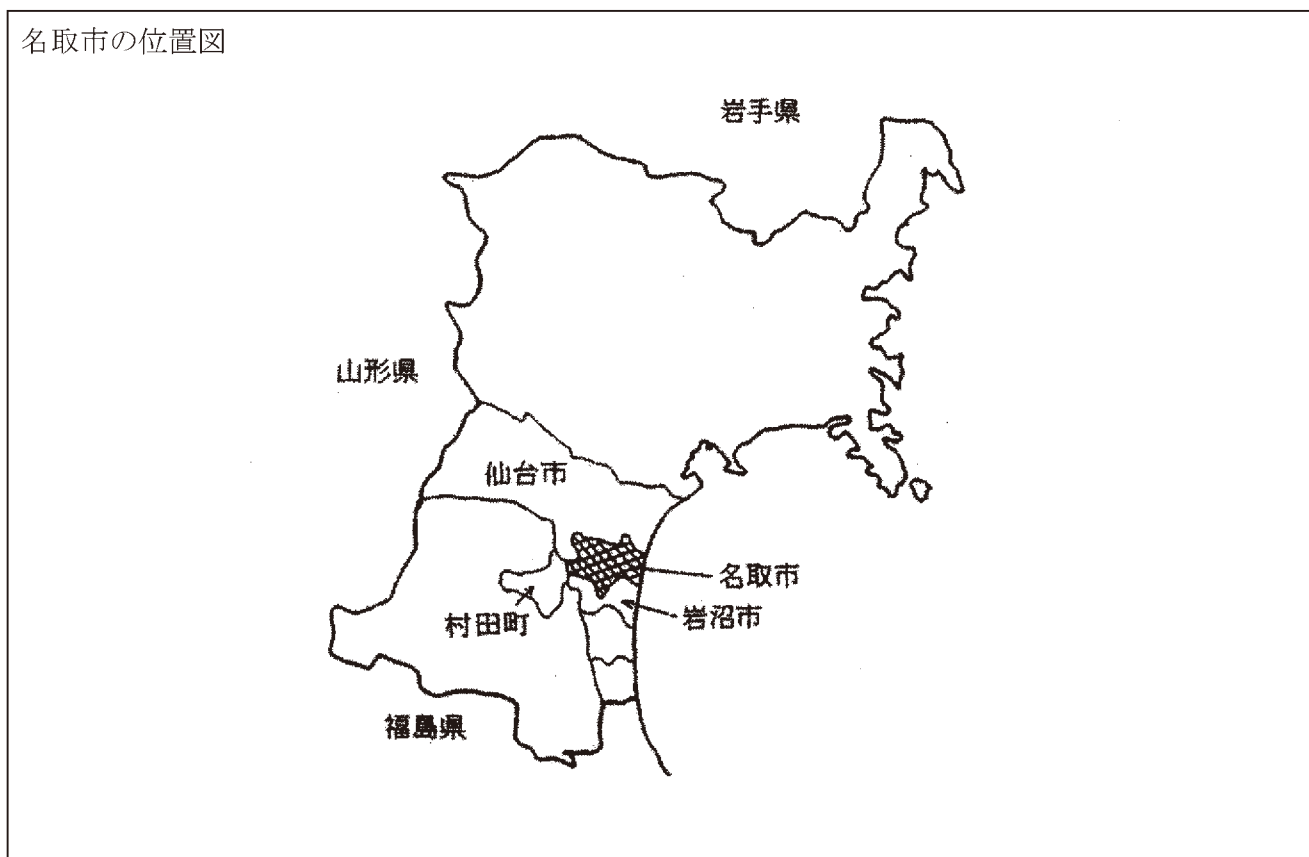 名取市の位置図
岩手県
山形県
仙台市
名取市
岩沼市
村田町
福島県